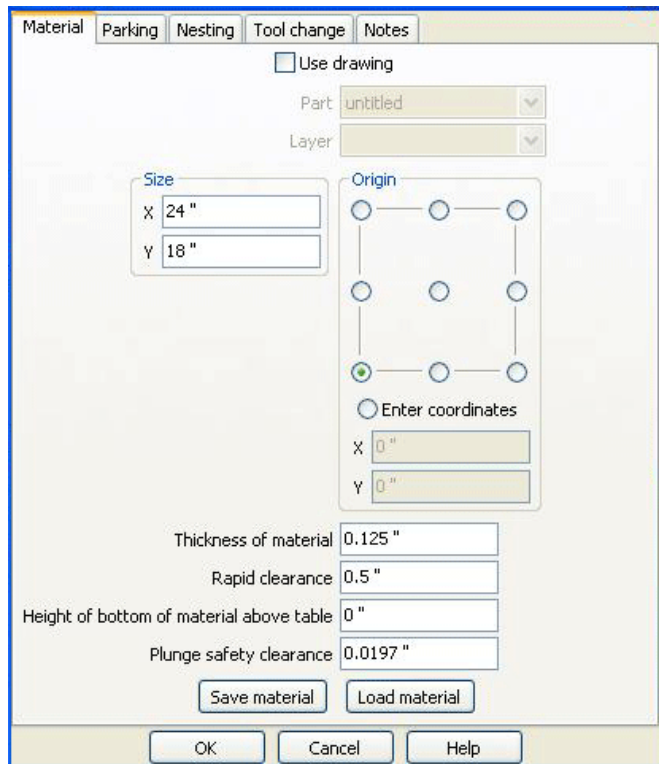 Material Parking Nesting Tool change Notes
Use drawing
Part untitled
Layer
Size
X 24 "
Y 18 "
Origin
Enter coordinates
X 0 "
Y 0 "
Thickness of material 0.125 "
Rapid clearance 0.5 "
Height of bottom of material above table 0 "
Plunge safety clearance 0.0197 "
Save material Load material
OK Cancel Help